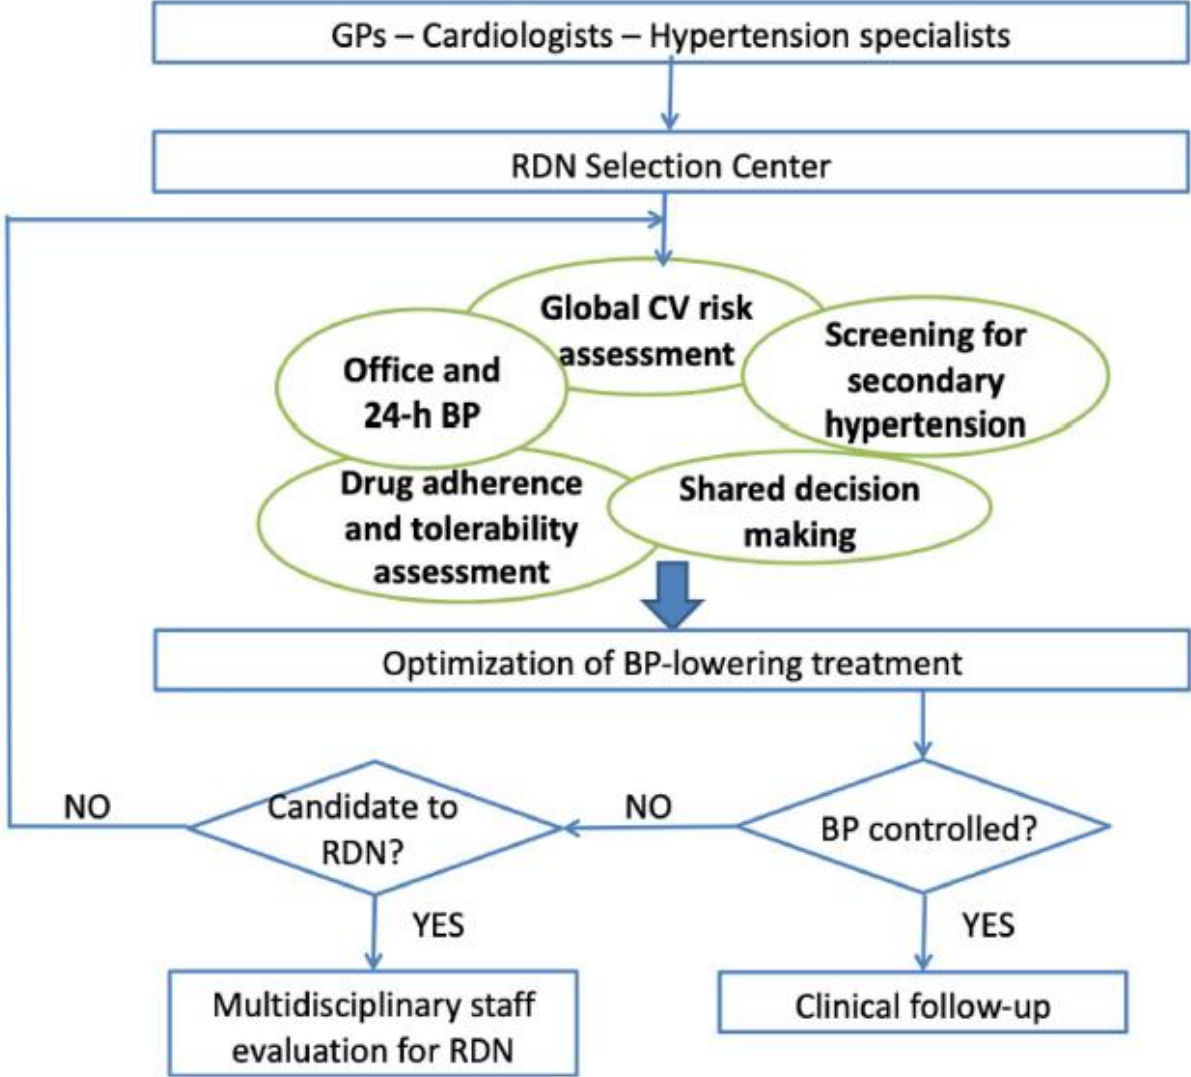 GPs – Cardiologists – Hypertension specialists
RDN Selection Center
Global CV risk
assessment
Office and
24-h BP
Screening for
secondary
hypertension
Drug adherence
and tolerability
assessment
Shared decision
making
Optimization of BP-lowering treatment
NO
Candidate to
RDN?
NO
BP controlled?
YES
YES
Multidisciplinary staff
evaluation for RDN
Clinical follow-up